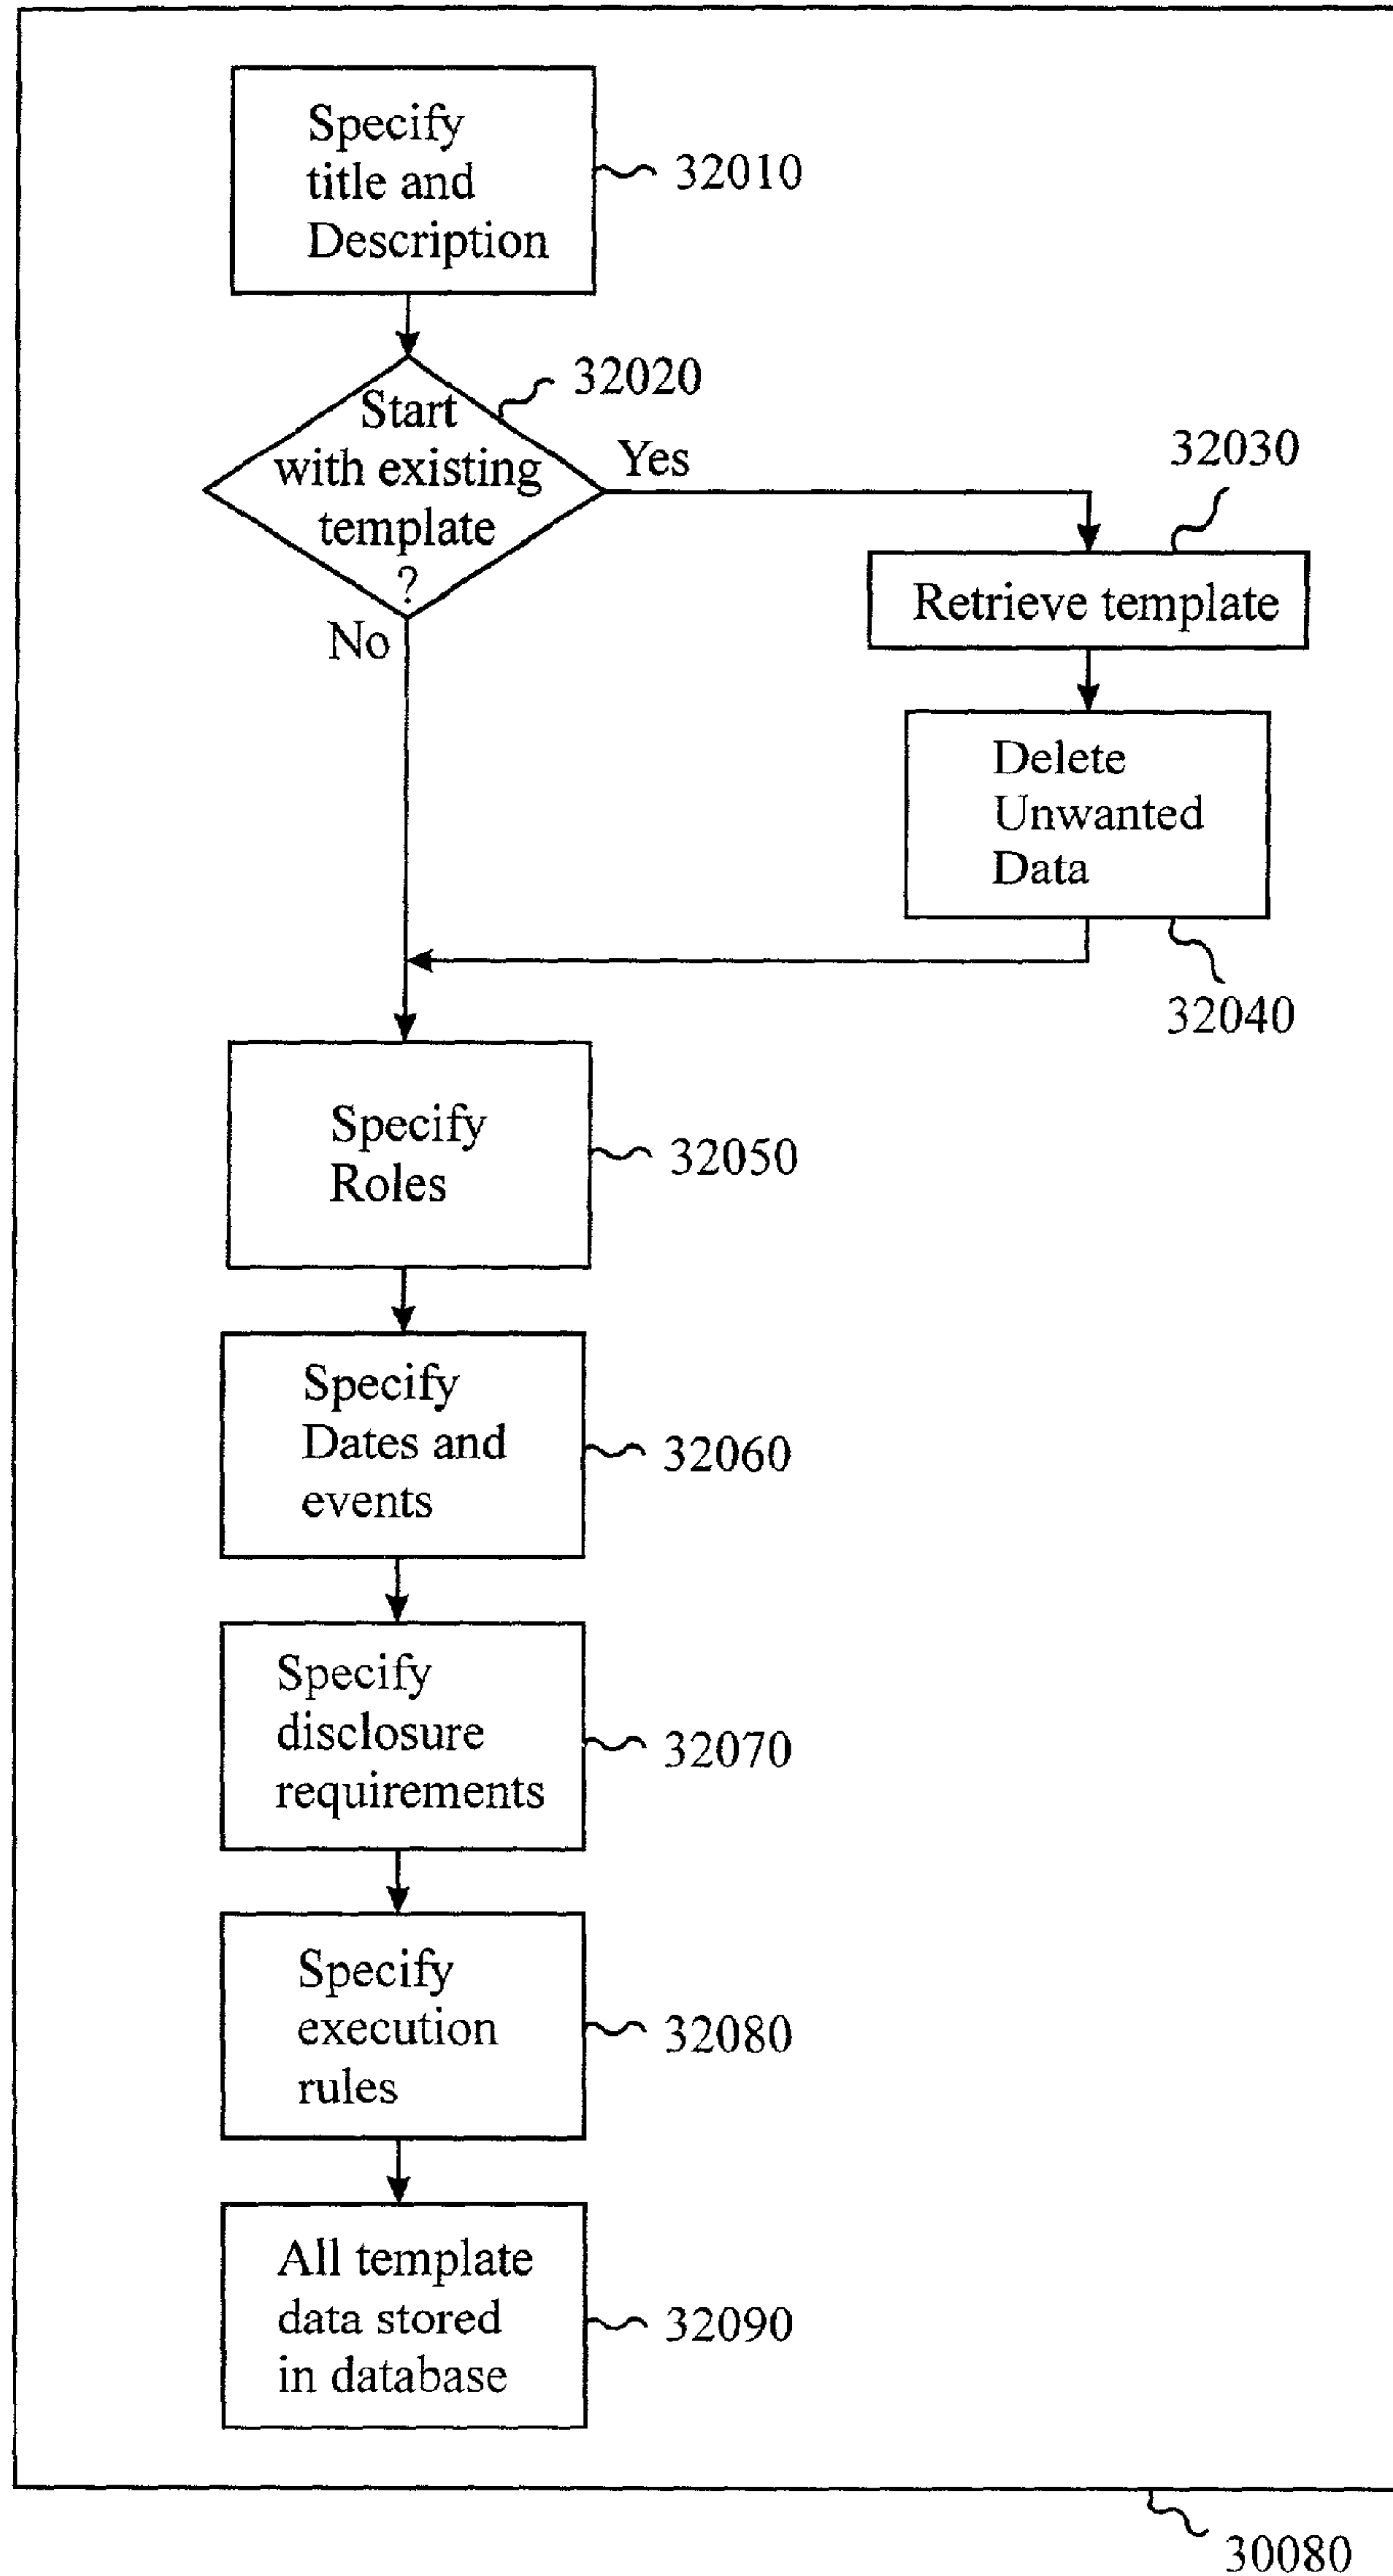 Specify
title and
Description
32010
32020
Start
with existing
template
?
Yes
No
32030
Retrieve template
Delete
Unwanted
Data
32040
Specify
Roles
32050
Specify
Dates and
events
32060
Specify
disclosure
requirements
32070
Specify
execution
rules
32080
All template
data stored
in database
32090
30080